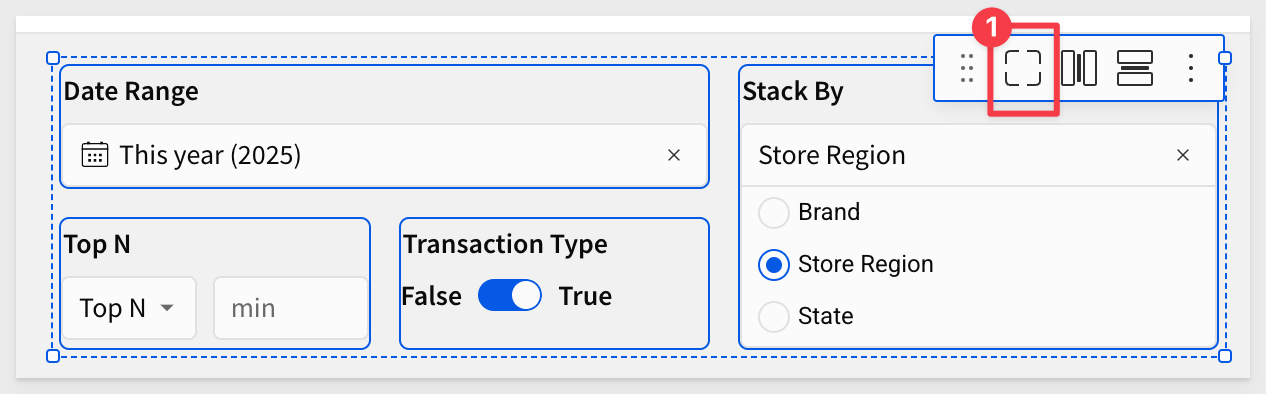 1
Date Range
This year (2025)
Stack By
Store Region
Brand
Store Region
State
Top N
Top N
min
Transaction Type
False
True